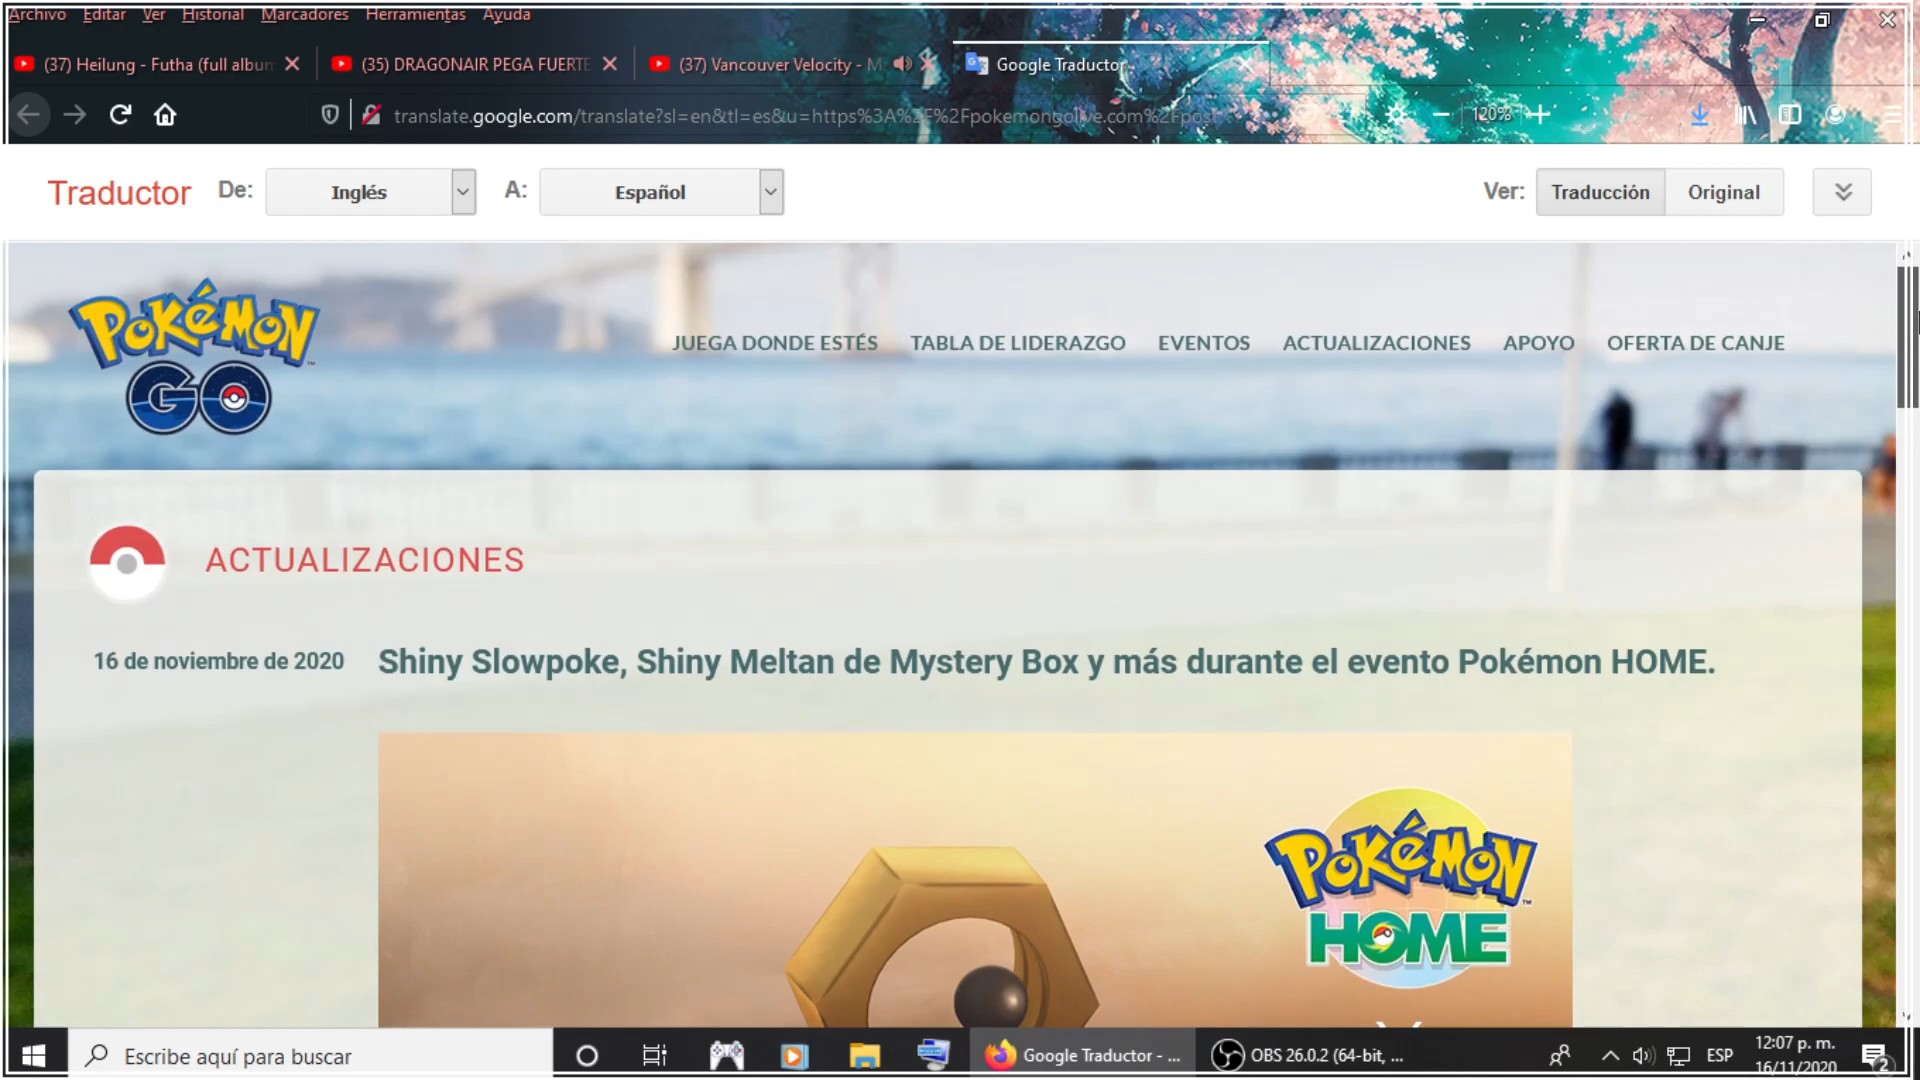 Archivo Editar Ver Historial Marcadores Herramientas Ayuda
(37) Heilung - Futha (full album
(35) DRAGONAIR PEGA FUERTE
(37) Vancouver Velocity - M
Google Traductor
translate.google.com/translate?sl=en&tl=es&u=https%3A%2F%2Fpokemongolive.com%2Fpost
120%
Traductor De: Inglés A: Español Ver: Traducción Original
POKÉMON
GO
JUEGA DONDE ESTÉS TABLA DE LIDERAZGO EVENTOS ACTUALIZACIONES APOYO OFERTA DE CANJE
ACTUALIZACIONES
16 de noviembre de 2020 Shiny Slowpoke, Shiny Meltan de Mystery Box y más durante el evento Pokémon HOME.
POKÉMON
HOME
Escribe aquí para buscar
Google Traductor - ...
OBS 26.0.2 (64-bit, ...
ESP
12:07 p. m.
16/11/2020
2